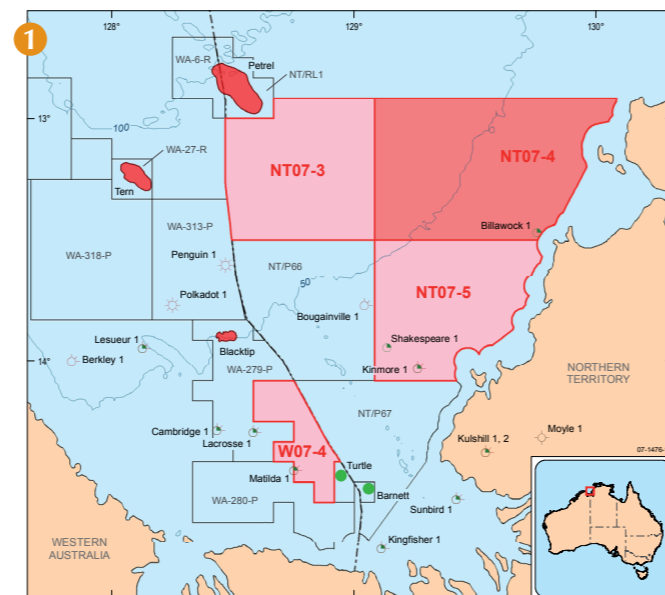 1
128°
129°
130°
WA-6-R
Petrel
NT/RL1
13°
100
WA-27-R
NT07-3
NT07-4
Tern
WA-313-P
Billawock 1
WA-318-P
Penguin 1
NT/P66
50
NT07-5
Polkadot 1
Bougainville 1
Lesueur 1
Shakespeare 1
14°
Berkley 1
Blacktip
WA-279-P
Kinmore 1
NORTHERN
TERRITORY
NT/P67
Cambridge 1
Lacrosse 1
Kulshill 1, 2
Moyle 1
07-1476-
W07-4
Turtle
Matilda 1
Barnett
WA-280-P
Sunbird 1
WESTERN
AUSTRALIA
Kingfisher 1